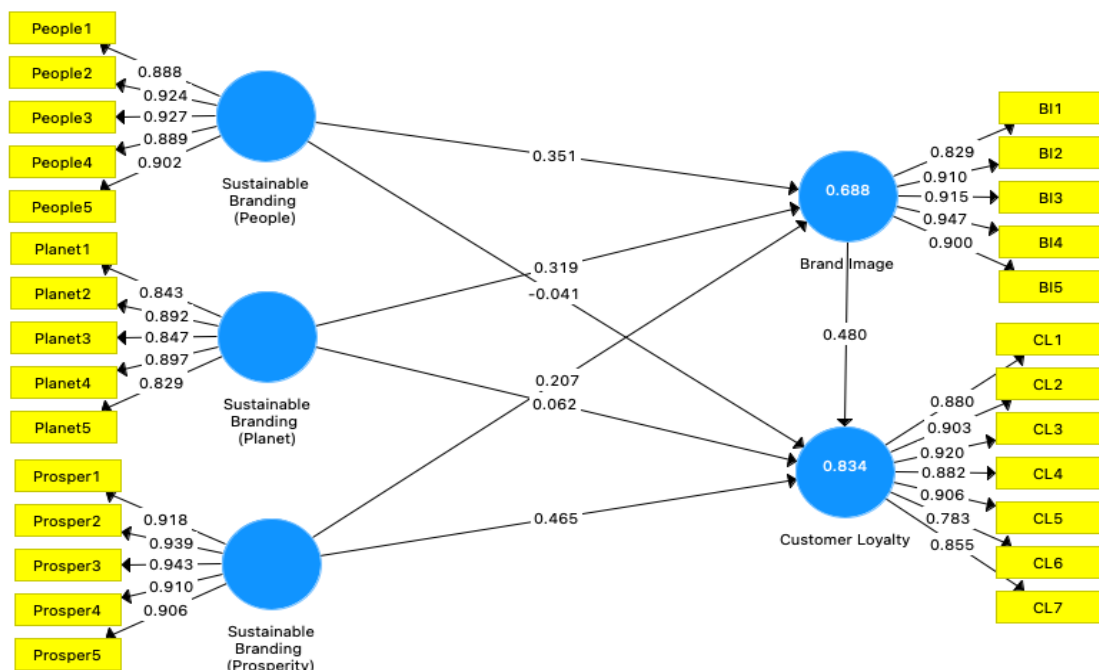 People1
People2
People3
People4
People5
0.888
0.924
0.927
0.889
0.902
Sustainable
Branding
(People)
Planet1
Planet2
Planet3
Planet4
Planet5
0.843
0.892
0.847
0.897
0.829
Sustainable
Branding
(Planet)
Prosper1
Prosper2
Prosper3
Prosper4
Prosper5
0.918
0.939
0.943
0.910
0.906
Sustainable
Branding
(Prosperity)
0.351
0.319
-0.041
0.207
0.062
0.465
0.688
Brand Image
0.480
0.834
Customer Loyalty
0.829
0.910
0.915
0.947
0.900
BI1
BI2
BI3
BI4
BI5
0.880
0.903
0.920
0.882
0.906
0.783
0.855
CL1
CL2
CL3
CL4
CL5
CL6
CL7